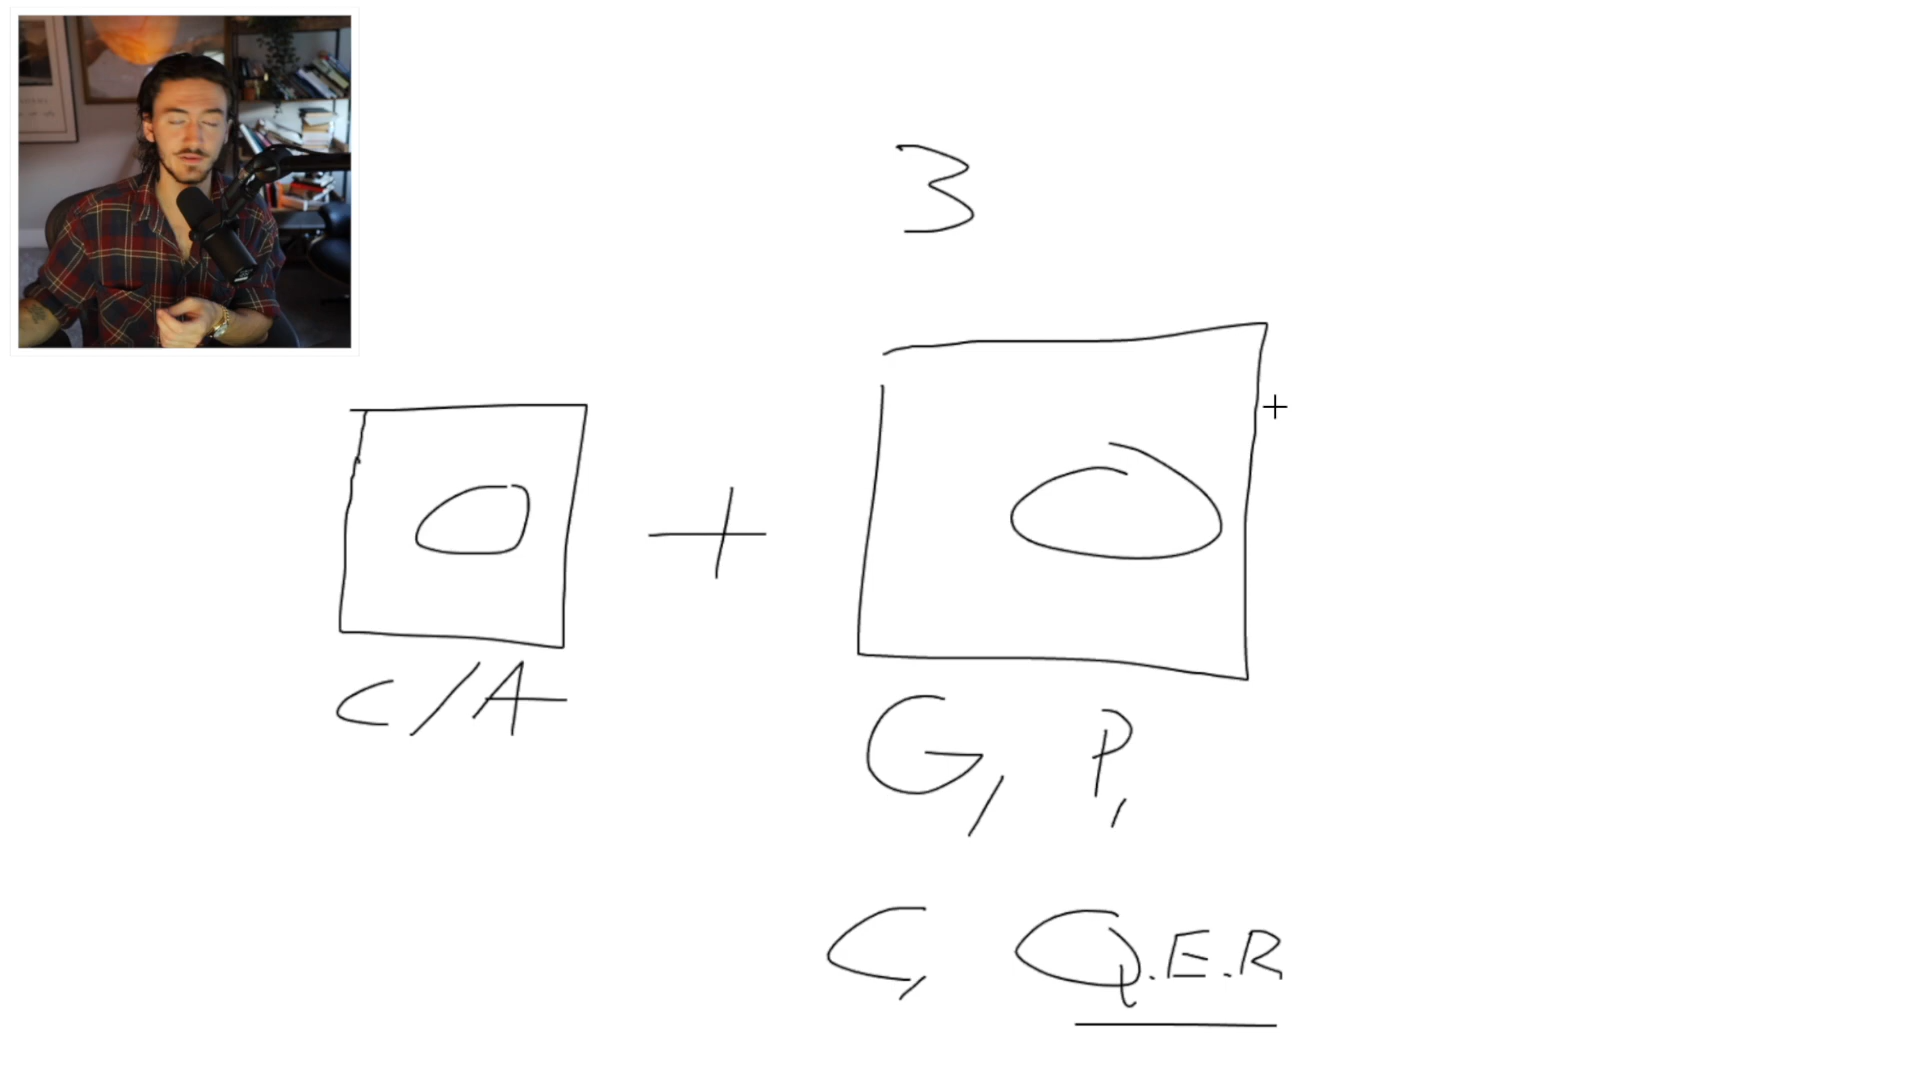 3
+
C/A
G, P,
C, Q.E.R